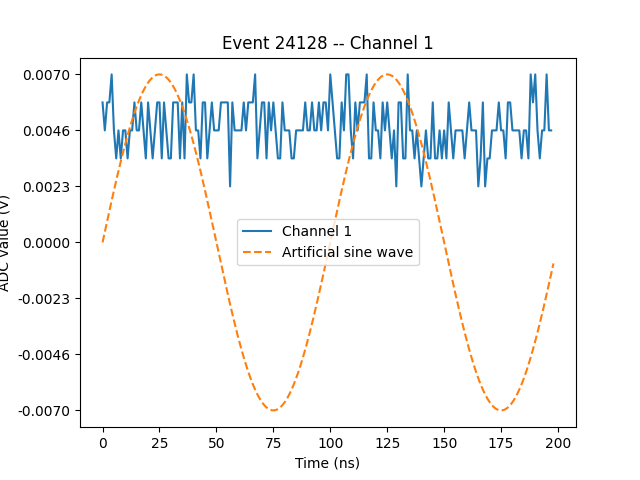 Event 24128 -- Channel 1
0.0070
0.0046
0.0023
0.0000
-0.0023
-0.0046
-0.0070
ADC Value (V)
Channel 1
Artificial sine wave
0 25 50 75 100 125 150 175 200
Time (ns)